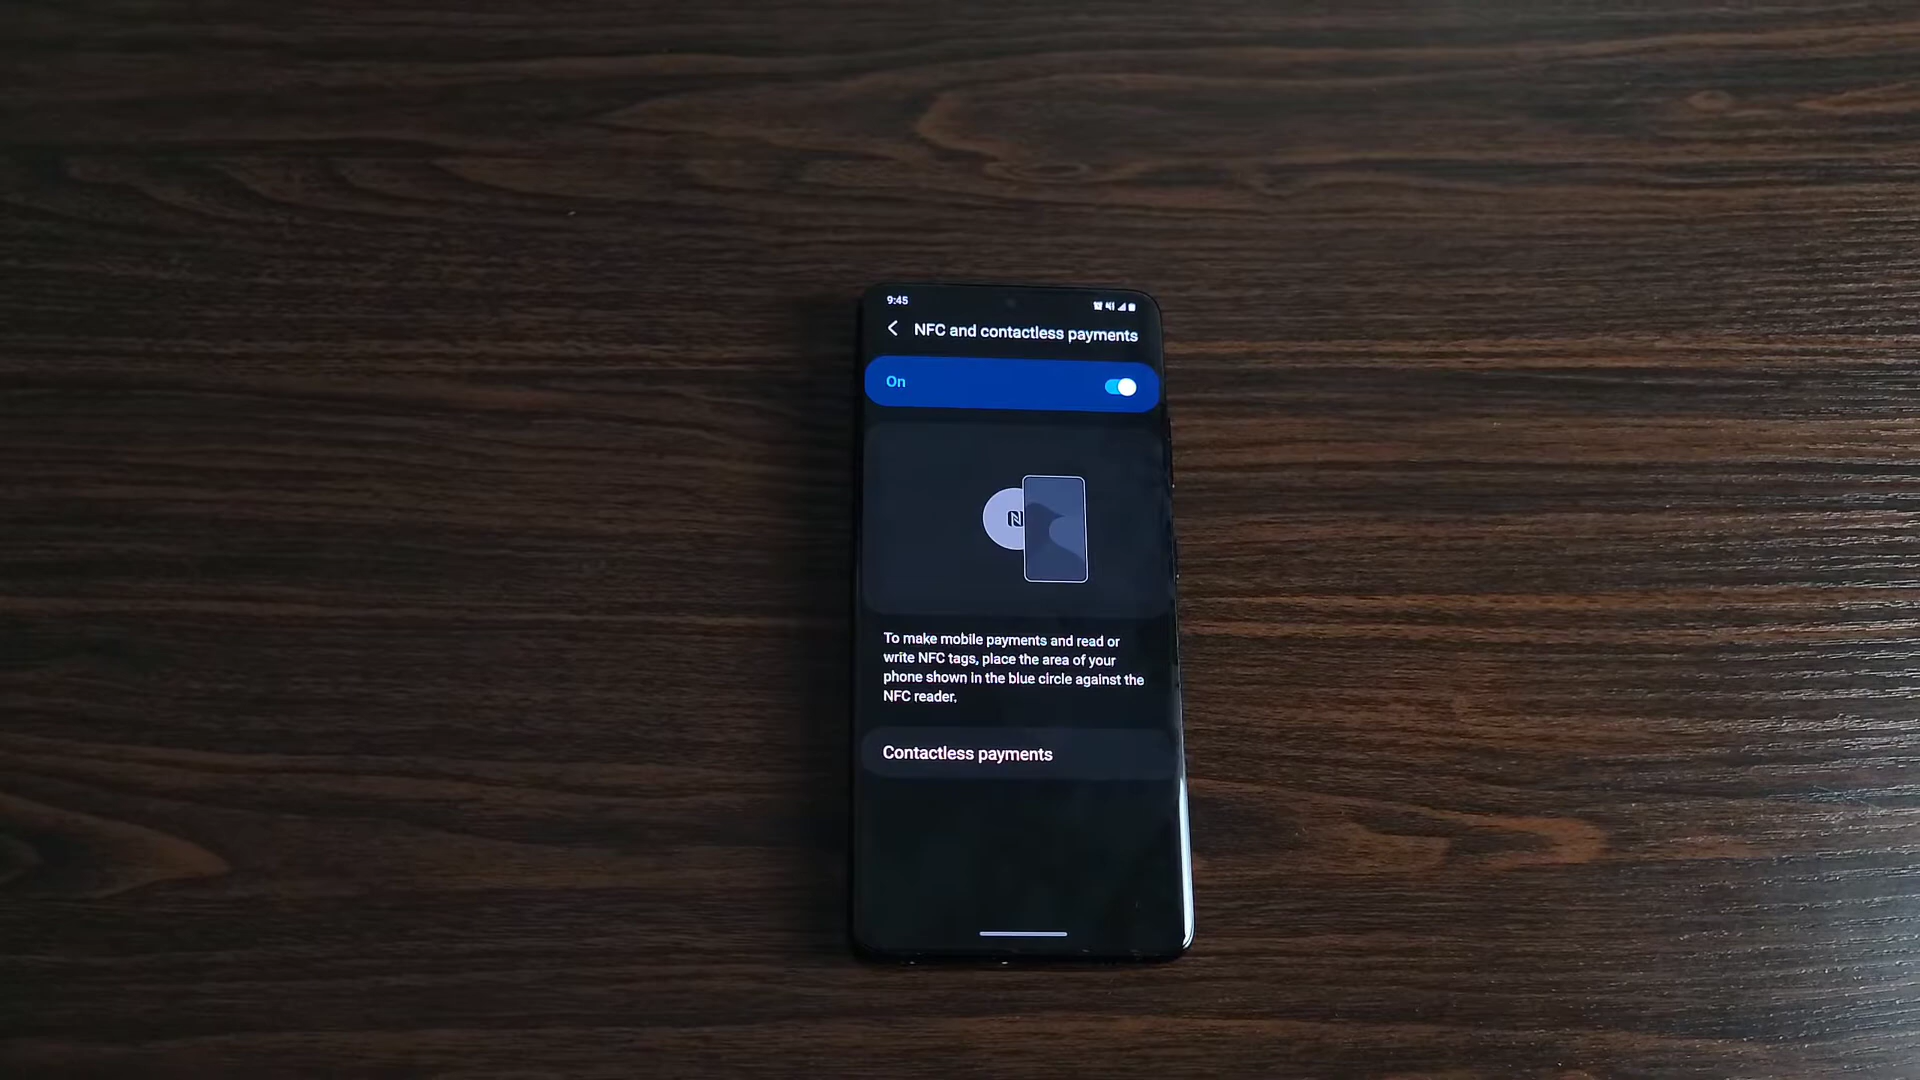 9:45
NFC and contactless payments
On
To make mobile payments and read or
write NFC tags, place the area of your
phone shown in the blue circle against the
NFC reader.
Contactless payments